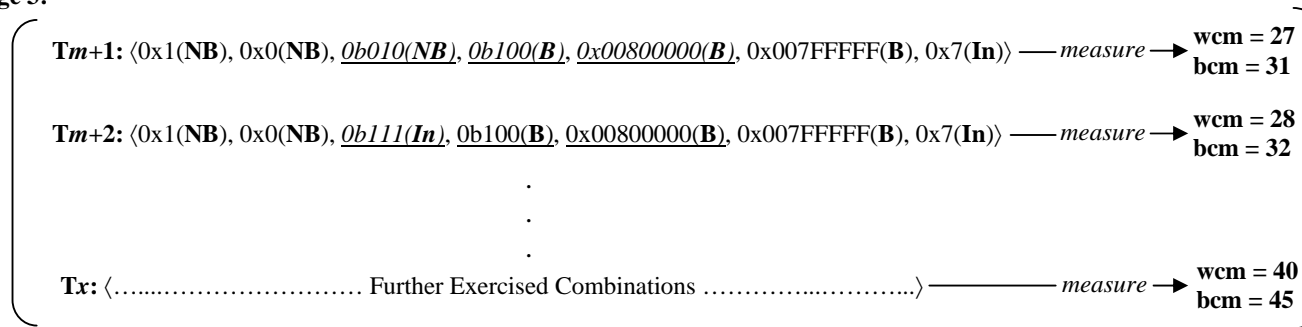 wcm = 27
Tm+1: ⟨0x1(NB), 0x0(NB), 0b010(NB), 0b100(B), 0x00800000(B), 0x007FFFFF(B), 0x7(In)⟩ measure
bcm = 31
wcm = 28
Tm+2: ⟨0x1(NB), 0x0(NB), 0b111(In), 0b100(B), 0x00800000(B), 0x007FFFFF(B), 0x7(In)⟩ measure
bcm = 32
.
.
.
wcm = 40
Tx: ⟨…....…………………… Further Exercised Combinations …………...………...⟩ measure
bcm = 45